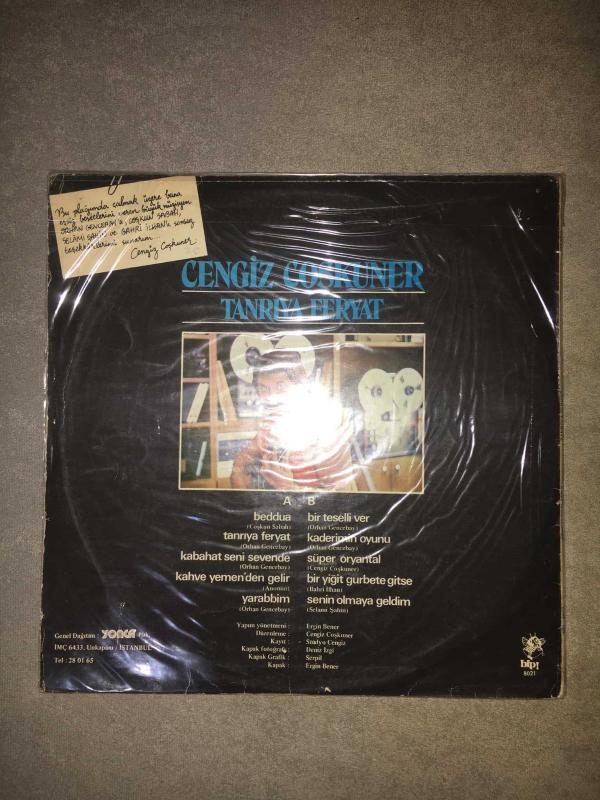 Bu plağımda çalmak üzere bana
eşsiz bestelerini veren büyük müzisyen
ORHAN GENCEBAY'a, COŞKUN SABAH,
SELÂMİ ŞAHİN ve BAHRİ İLHAN'a sonsuz
teşekkürlerimi sunarım...
Cengiz Coşkuner
CENGİZ COŞKUNER
TANRIYA FERYAT
A B
beddua
(Coşkun Sabah)
tanrıya feryat
(Orhan Gencebay)
kabahat seni sevende
(Orhan Gencebay)
kahve yemen'den gelir
(Anonim)
yarabbim
(Orhan Gencebay)
bir teselli ver
(Orhan Gencebay)
kaderimin oyunu
(Orhan Gencebay)
süper oryantal
(Cengiz Coşkuner)
bir yiğit gurbete gitse
(Bahri İlhan)
senin olmaya geldim
(Selami Şahin)
Yapım yönetmeni : Ergin Bener
Düzenleme : Cengiz Coşkuner
Kayıt : Stüdyo Cengiz
Kapak fotoğrafı : Deniz İzgi
Kapak Grafik : Serpil
Kapak : Ergin Bener
Genel Dağıtım : YONCA Plak
İMÇ 6433, Unkapanı / İSTANBUL
Tel : 28 01 65
bip!
8021